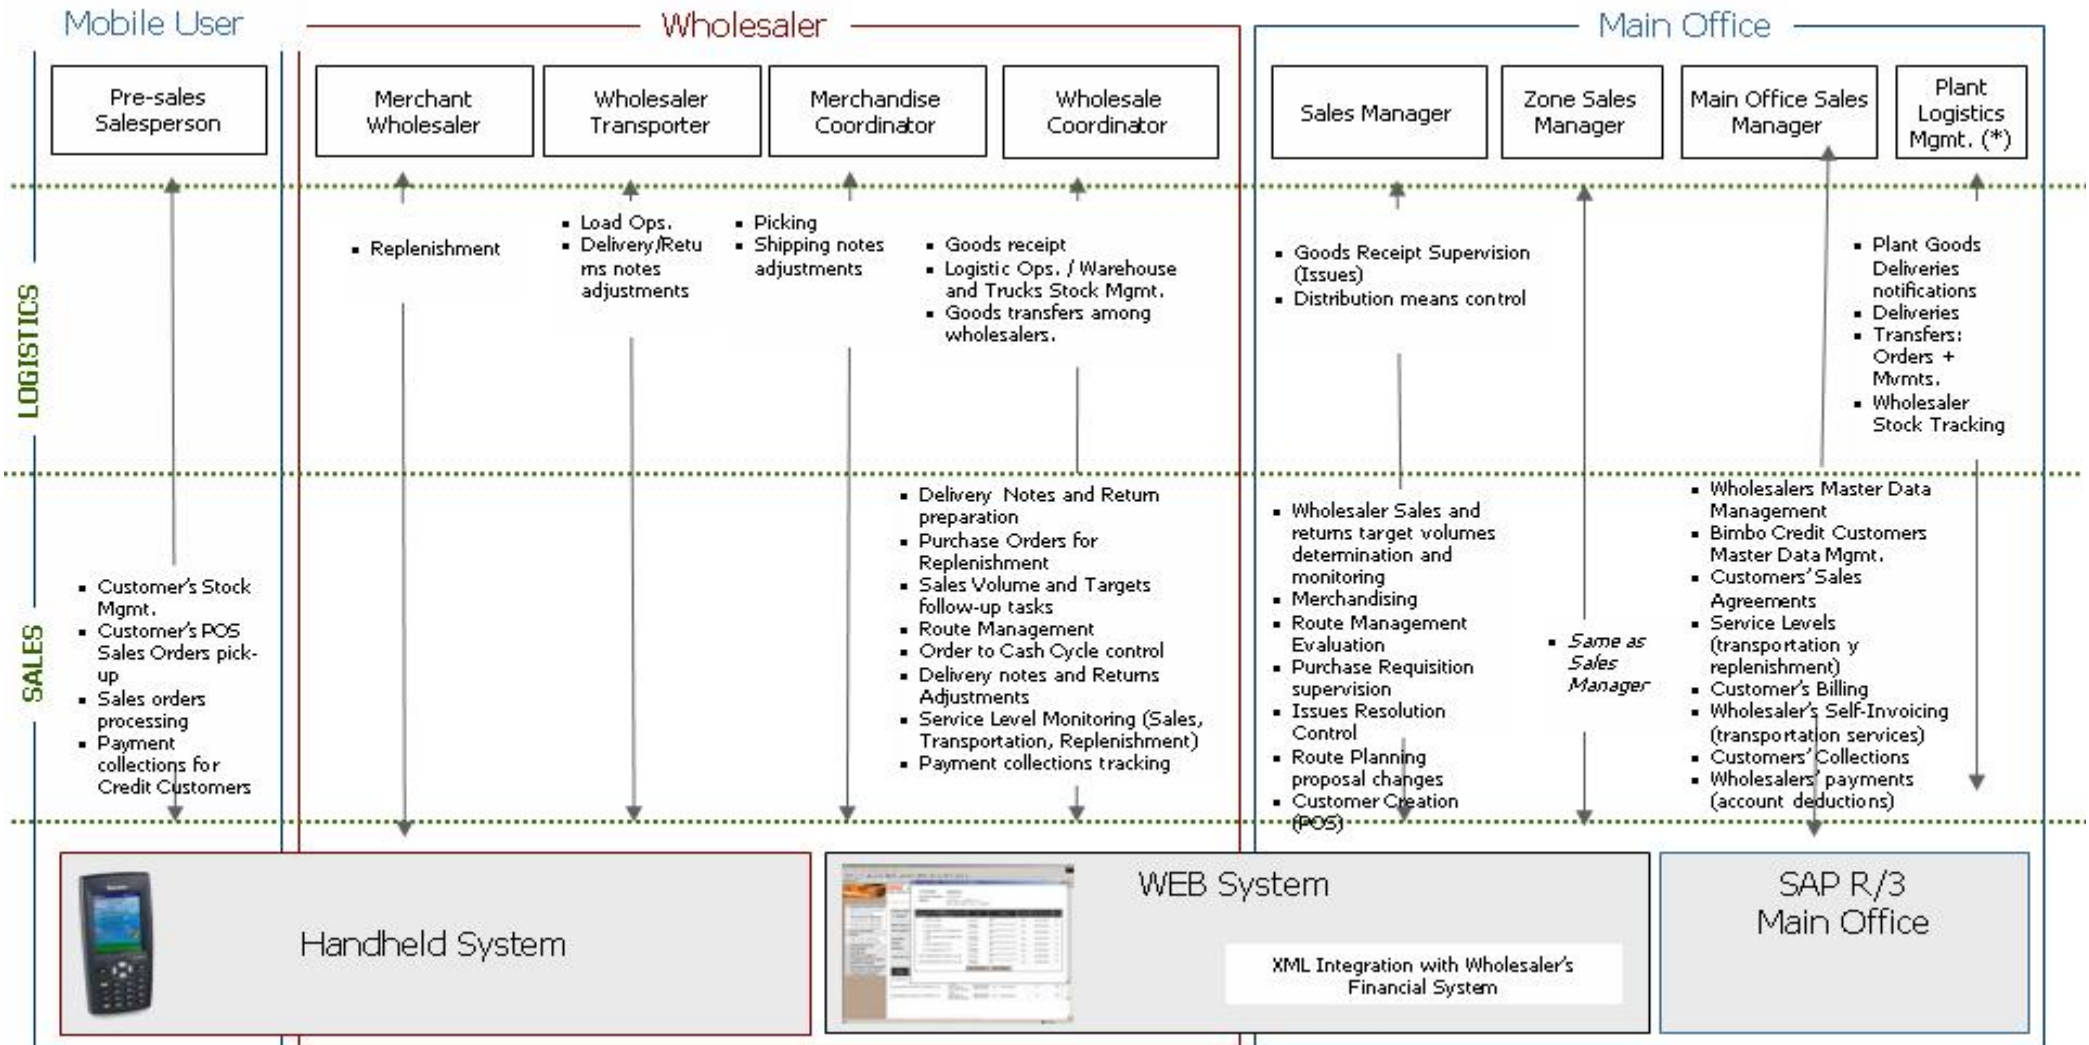 Mobile User
Wholesaler
Main Office
Pre-sales
Salesperson
Merchant
Wholesaler
Wholesaler
Transporter
Merchandise
Coordinator
Wholesale
Coordinator
Sales Manager
Zone Sales
Manager
Main Office Sales
Manager
Plant
Logistics
Mgmt. (*)
LOGISTICS
▪ Replenishment
▪ Load Ops.
▪ Delivery/Retu
rns notes
adjustments
▪ Picking
▪ Shipping notes
adjustments
▪ Goods receipt
▪ Logistic Ops. / Warehouse
and Trucks Stock Mgmt.
▪ Goods transfers among
wholesalers.
▪ Goods Receipt Supervision
(Issues)
▪ Distribution means control
▪ Plant Goods
Deliveries
notifications
▪ Deliveries
▪ Transfers:
Orders +
Mvmts.
▪ Wholesaler
Stock Tracking
SALES
▪ Customer's Stock
Mgmt.
▪ Customer's POS
Sales Orders pick-
up
▪ Sales orders
processing
▪ Payment
collections for
Credit Customers
▪ Delivery Notes and Return
preparation
▪ Purchase Orders for
Replenishment
▪ Sales Volume and Targets
follow-up tasks
▪ Route Management
▪ Order to Cash Cycle control
▪ Delivery notes and Returns
Adjustments
▪ Service Level Monitoring (Sales,
Transportation, Replenishment)
▪ Payment collections tracking
▪ Wholesaler Sales and
returns target volumes
determination and
monitoring
▪ Merchandising
▪ Route Management
Evaluation
▪ Purchase Requisition
supervision
▪ Issues Resolution
Control
▪ Route Planning
proposal changes
▪ Customer Creation
(POS)
▪ Same as
Sales
Manager
▪ Wholesalers Master Data
Management
▪ Bimbo Credit Customers
Master Data Mgmt.
▪ Customers' Sales
Agreements
▪ Service Levels
(transportation y
replenishment)
▪ Customer's Billing
▪ Wholesaler's Self-Invoicing
(transportation services)
▪ Customers' Collections
▪ Wholesalers' payments
(account deductions)
Handheld System
WEB System
XML Integration with Wholesaler's
Financial System
SAP R/3
Main Office